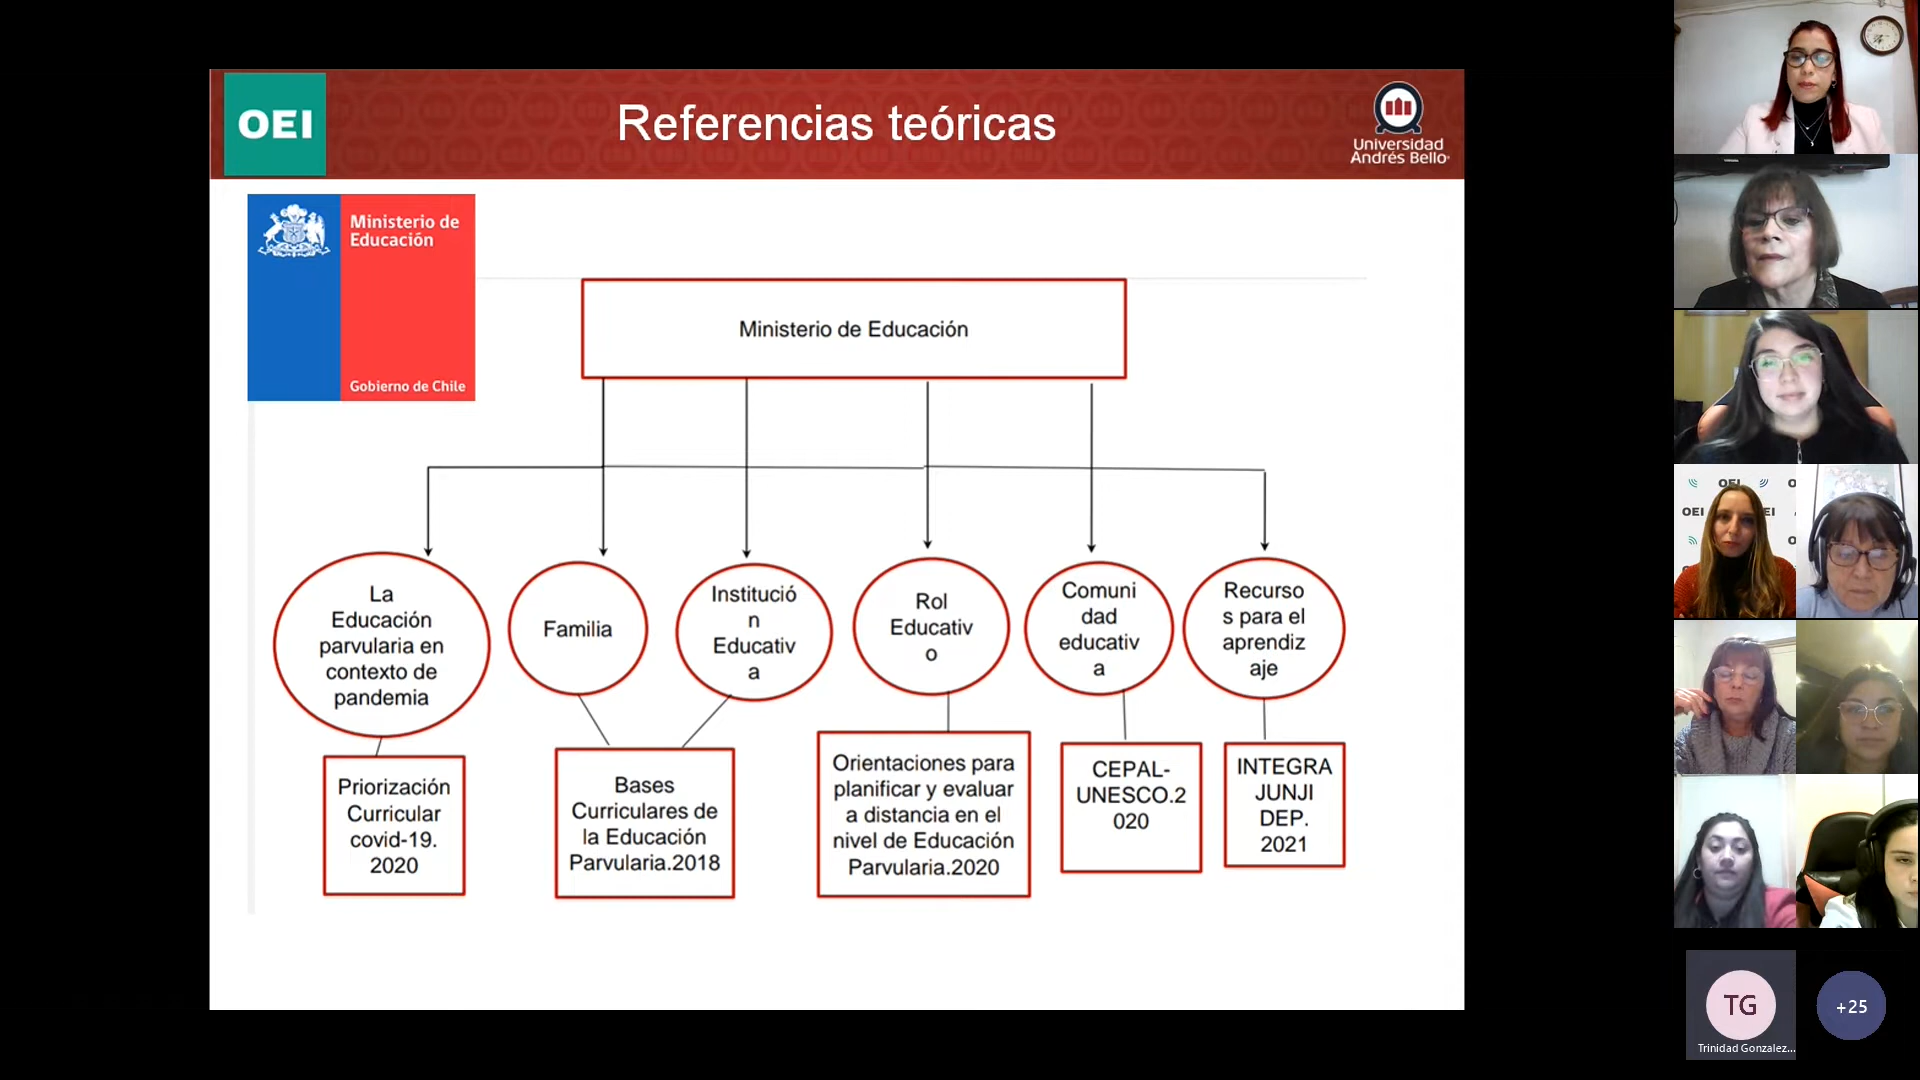 OEI
Referencias teóricas
Universidad
Andrés Bello
Ministerio de
Educación
Gobierno de Chile
Ministerio de Educación
La
Educación
parvularia en
contexto de
pandemia
Familia
Institució
n
Educativ
a
Rol
Educativ
o
Comuni
dad
educativ
a
Recurso
s para el
aprendiz
aje
Priorización
Curricular
covid-19.
2020
Bases
Curriculares de
la Educación
Parvularia.2018
Orientaciones para
planificar y evaluar
a distancia en el
nivel de Educación
Parvularia.2020
CEPAL-
UNESCO.2
020
INTEGRA
JUNJI
DEP.
2021
OEI
OEI
TG
Trinidad Gonzalez...
+25